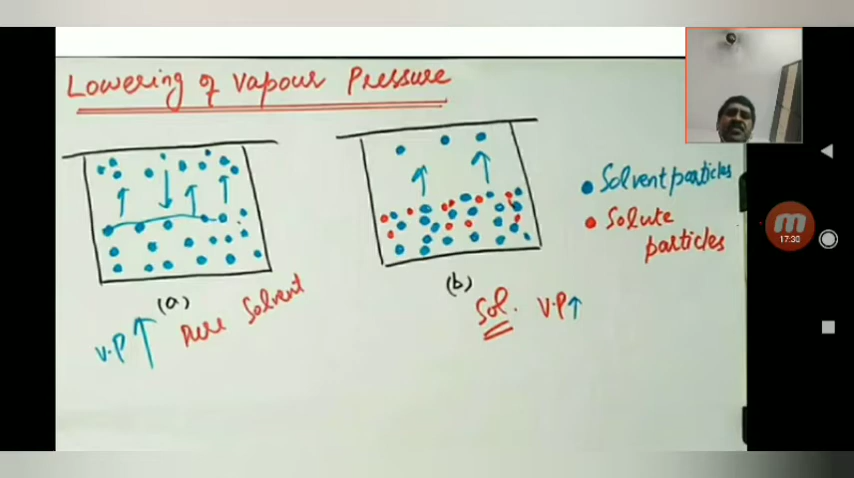 Lowering of Vapour Pressure
Solvent particles
Solute
particles
17:30
(a)
(b)
V.P↑ Pure Solvent
Sol. V.P↑